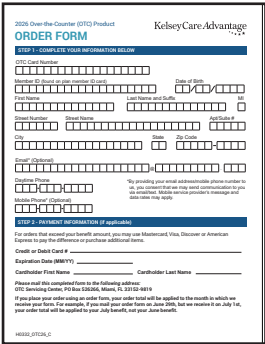 2026 Over-the-Counter (OTC) Product
ORDER FORM
KelseyCare Advantage
STEP 1 - COMPLETE YOUR INFORMATION BELOW
OTC Card Number
Member ID (found on plan member ID card)
Date of Birth
/ /
First Name
Last Name and Suffix
MI
Street Number
Street Name
Apt/Suite #
City
State
Zip Code
-
Email* (Optional)
@
Daytime Phone
- -
*By providing your email address/mobile phone number to
us, you consent that we may send communication to you
via email/text. Mobile service provider's message and
data rates may apply.
Mobile Phone* (Optional)
- -
STEP 2 - PAYMENT INFORMATION (if applicable)
For orders that exceed your benefit amount, you may use Mastercard, Visa, Discover or American
Express to pay the difference or purchase additional items.
Credit or Debit Card #
Expiration Date (MM/YY)
Cardholder First Name
Cardholder Last Name
Please mail this completed form to the following address:
OTC Servicing Center, PO Box 526266, Miami, FL 33152-9819
If you place your order using an order form, your order total will be applied to the month in which we
receive your form. For example, if you mail your order form on June 29th, but we receive it on July 1st,
your order total will be applied to your July benefit, not your June benefit.
H0332_OTC26_C